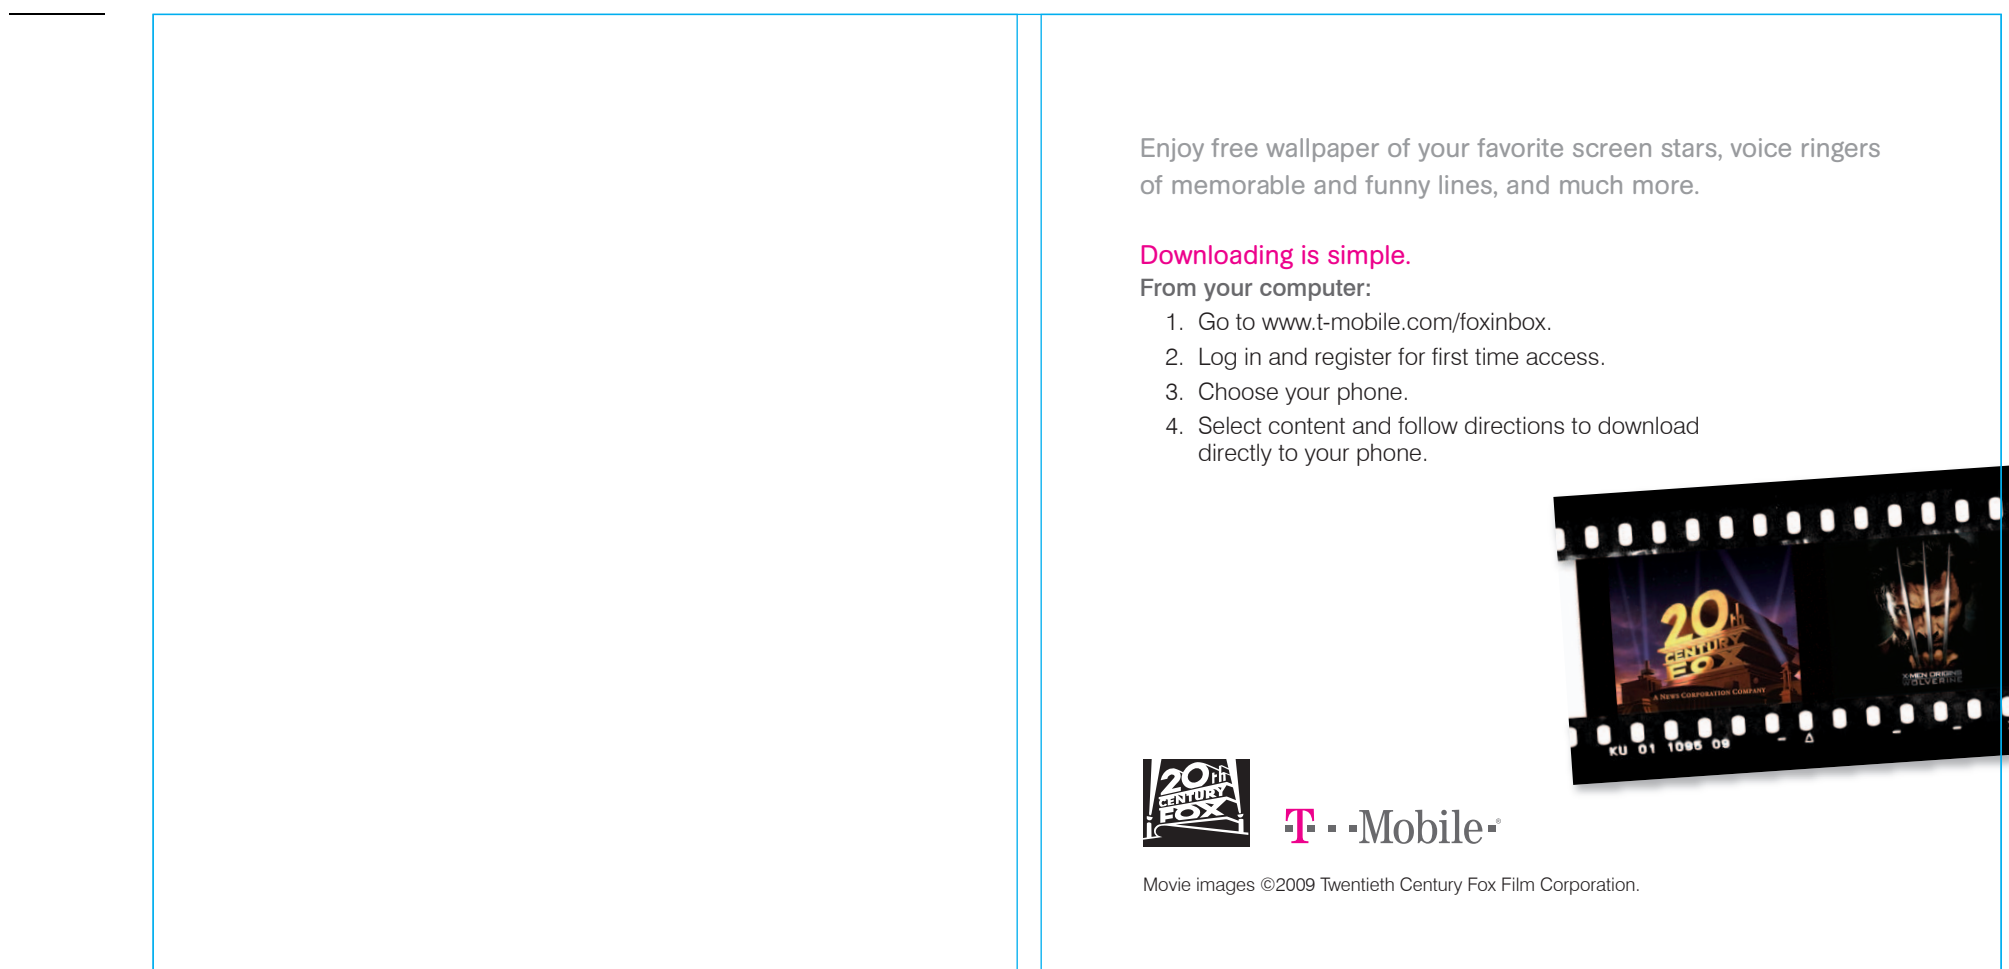 Enjoy free wallpaper of your favorite screen stars, voice ringers
of memorable and funny lines, and much more.
Downloading is simple.
From your computer:
1. Go to www.t-mobile.com/foxinbox.
2. Log in and register for first time access.
3. Choose your phone.
4. Select content and follow directions to download
directly to your phone.
20th
CENTURY
FOX
A NEWS CORPORATION COMPANY
X-MEN ORIGINS
WOLVERINE
KU 01 1095 09
20th
CENTURY
FOX
T · · Mobile ·®
Movie images ©2009 Twentieth Century Fox Film Corporation.